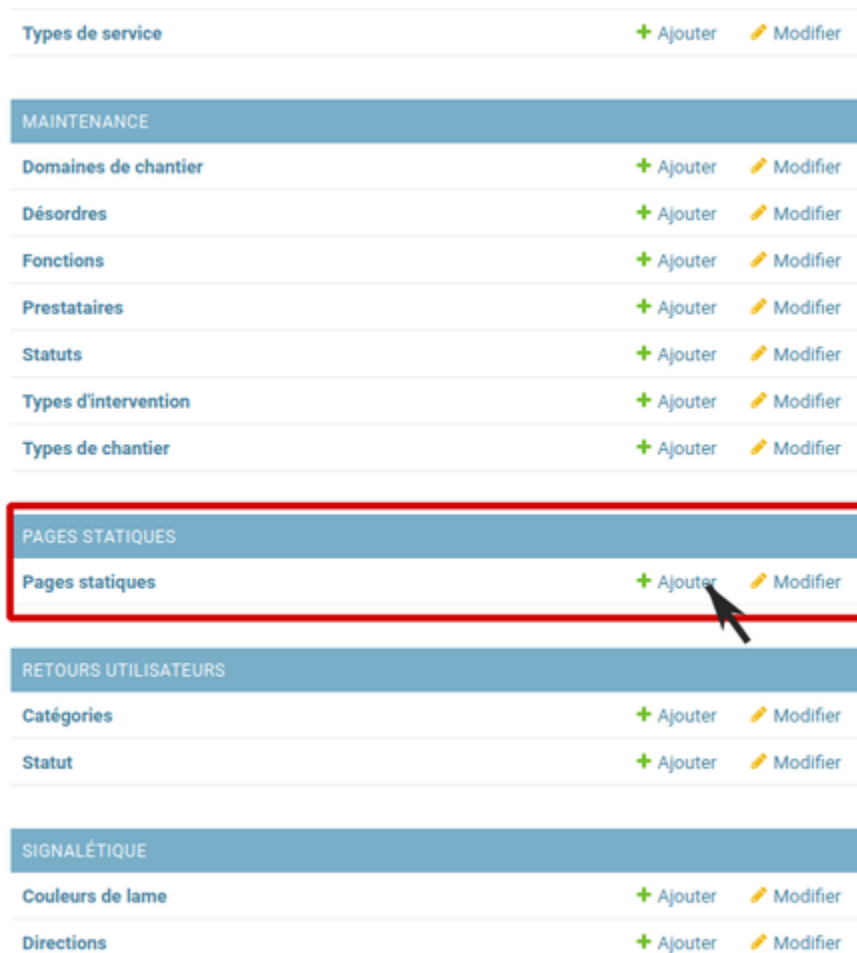 Types de service Ajouter Modifier
MAINTENANCE
Domaines de chantier Ajouter Modifier
Désordres Ajouter Modifier
Fonctions Ajouter Modifier
Prestataires Ajouter Modifier
Statuts Ajouter Modifier
Types d'intervention Ajouter Modifier
Types de chantier Ajouter Modifier
PAGES STATIQUES
Pages statiques Ajouter Modifier
RETOURS UTILISATEURS
Catégories Ajouter Modifier
Statut Ajouter Modifier
SIGNALÉTIQUE
Couleurs de lame Ajouter Modifier
Directions Ajouter Modifier